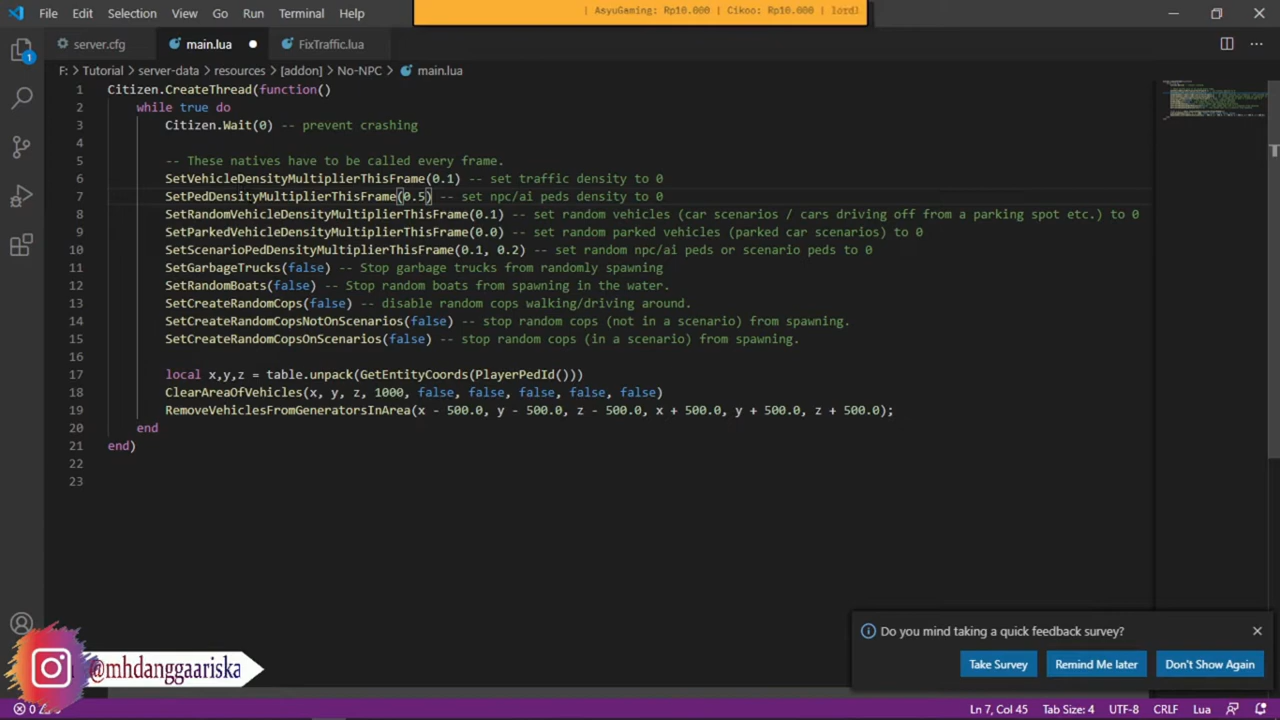 File Edit Selection View Go Run Terminal Help
| AsyuGaming: Rp10.000 | Cikoo: Rp10.000 | lordl
server.cfg main.lua FixTraffic.lua
F: > Tutorial > server-data > resources > [addon] > No-NPC > main.lua
1 Citizen.CreateThread(function()
2 while true do
3 Citizen.Wait(0) -- prevent crashing
4
5 -- These natives have to be called every frame.
6 SetVehicleDensityMultiplierThisFrame(0.1) -- set traffic density to 0
7 SetPedDensityMultiplierThisFrame(0.5) -- set npc/ai peds density to 0
8 SetRandomVehicleDensityMultiplierThisFrame(0.1) -- set random vehicles (car scenarios / cars driving off from a parking spot etc.) to 0
9 SetParkedVehicleDensityMultiplierThisFrame(0.0) -- set random parked vehicles (parked car scenarios) to 0
10 SetScenarioPedDensityMultiplierThisFrame(0.1, 0.2) -- set random npc/ai peds or scenario peds to 0
11 SetGarbageTrucks(false) -- Stop garbage trucks from randomly spawning
12 SetRandomBoats(false) -- Stop random boats from spawning in the water.
13 SetCreateRandomCops(false) -- disable random cops walking/driving around.
14 SetCreateRandomCopsNotOnScenarios(false) -- stop random cops (not in a scenario) from spawning.
15 SetCreateRandomCopsOnScenarios(false) -- stop random cops (in a scenario) from spawning.
16
17 local x,y,z = table.unpack(GetEntityCoords(PlayerPedId()))
18 ClearAreaOfVehicles(x, y, z, 1000, false, false, false, false, false)
19 RemoveVehiclesFromGeneratorsInArea(x - 500.0, y - 500.0, z - 500.0, x + 500.0, y + 500.0, z + 500.0);
20 end
21 end)
22
23
1
Do you mind taking a quick feedback survey?
Take Survey Remind Me later Don't Show Again
@mhdanggaariska
0 Ln 7, Col 45 Tab Size: 4 UTF-8 CRLF Lua